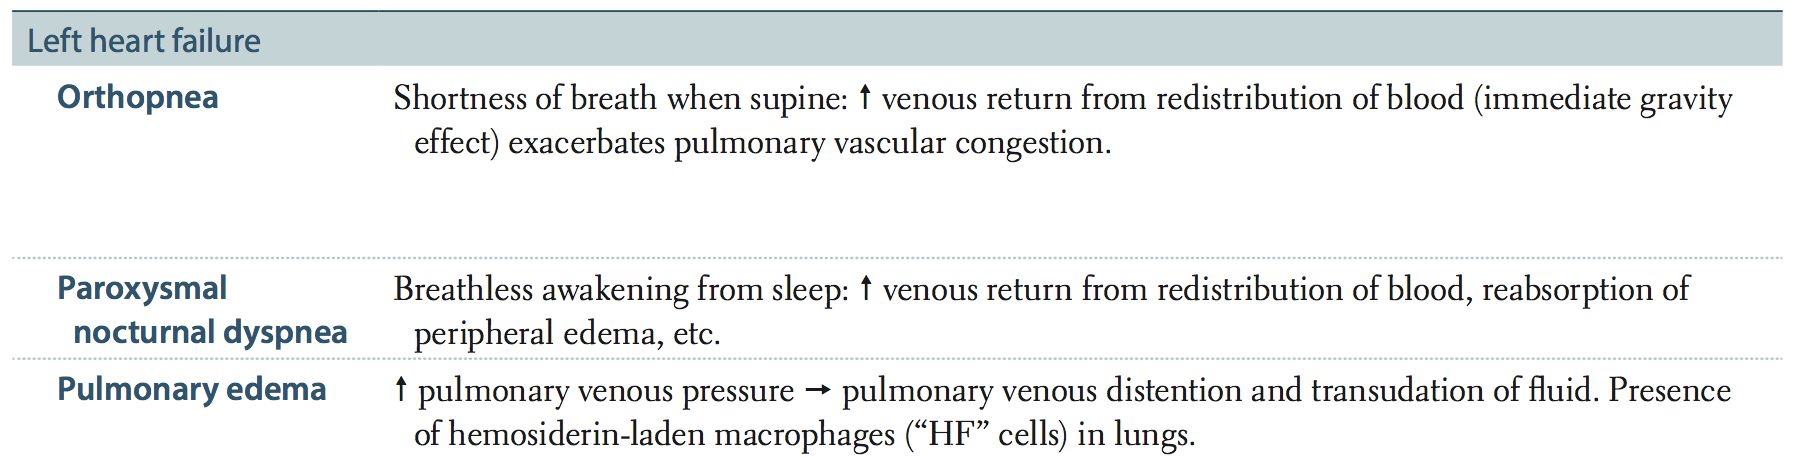 Left heart failure
Orthopnea
Shortness of breath when supine: ↑ venous return from redistribution of blood (immediate gravity
effect) exacerbates pulmonary vascular congestion.
Paroxysmal
nocturnal dyspnea
Breathless awakening from sleep: ↑ venous return from redistribution of blood, reabsorption of
peripheral edema, etc.
Pulmonary edema
↑ pulmonary venous pressure → pulmonary venous distention and transudation of fluid. Presence
of hemosiderin-laden macrophages (“HF” cells) in lungs.